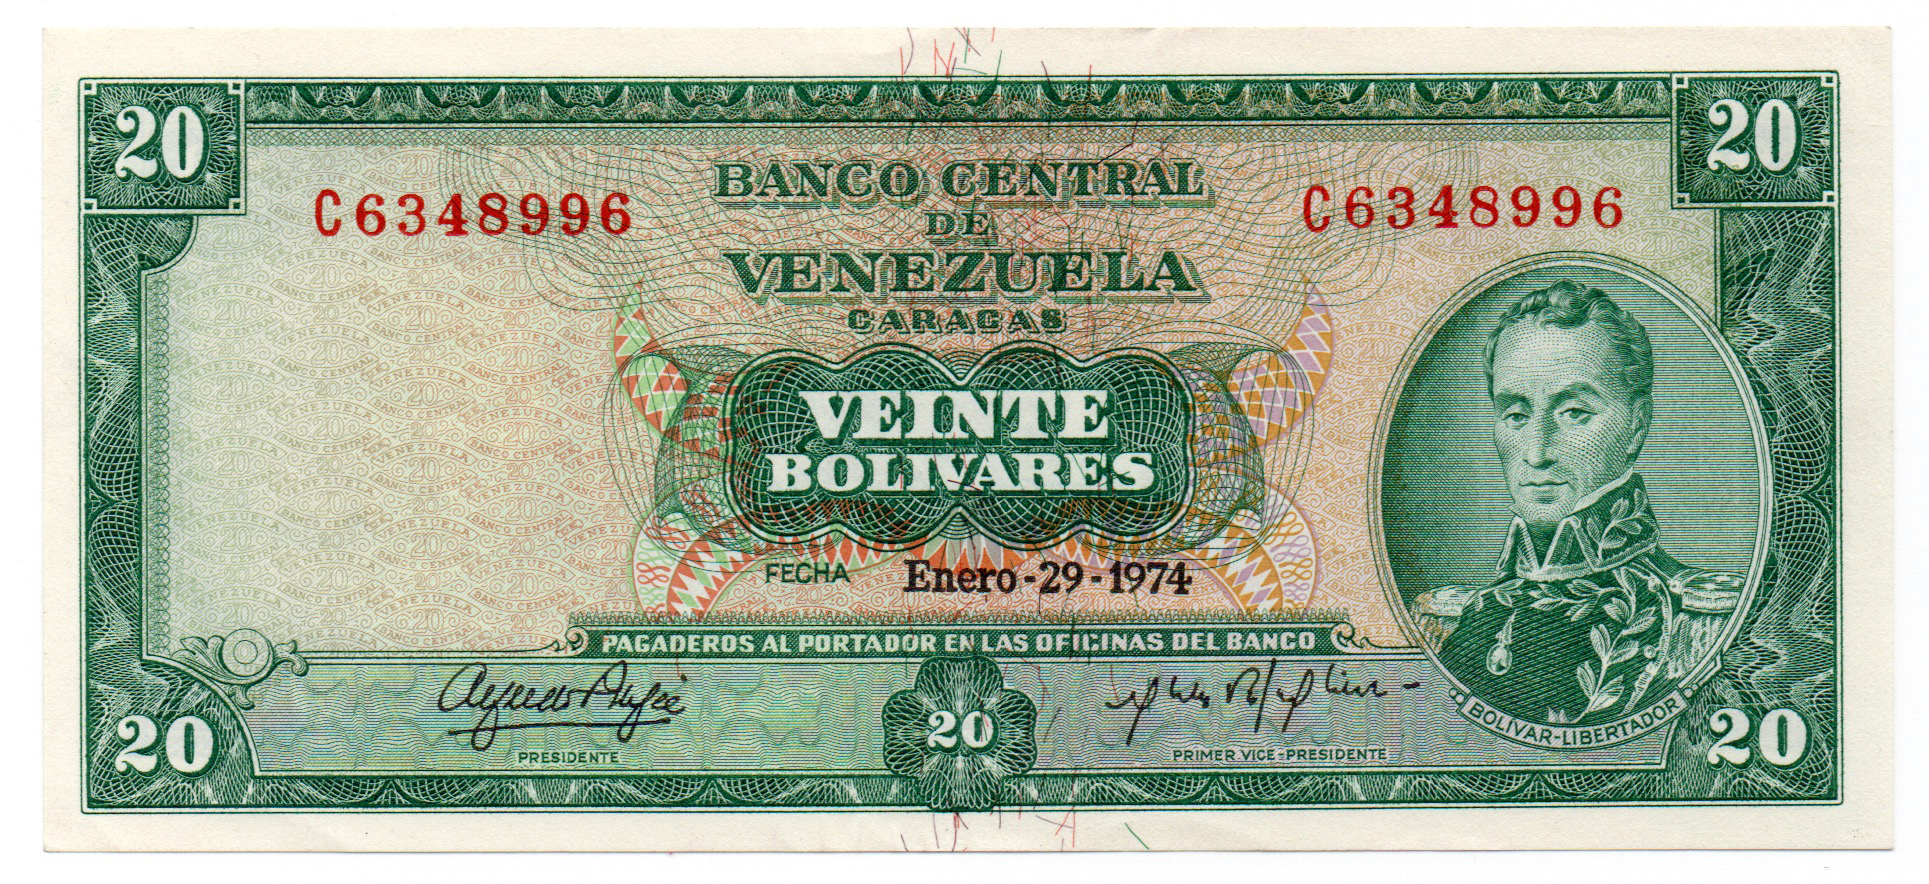 20
20
C6348996
C6348996
BANCO CENTRAL
DE
VENEZUELA
CARACAS
VEINTE
BOLIVARES
FECHA Enero-29-1974
PAGADEROS AL PORTADOR EN LAS OFICINAS DEL BANCO
BOLIVAR-LIBERTADOR
20
20
20
PRESIDENTE
PRIMER VICE-PRESIDENTE